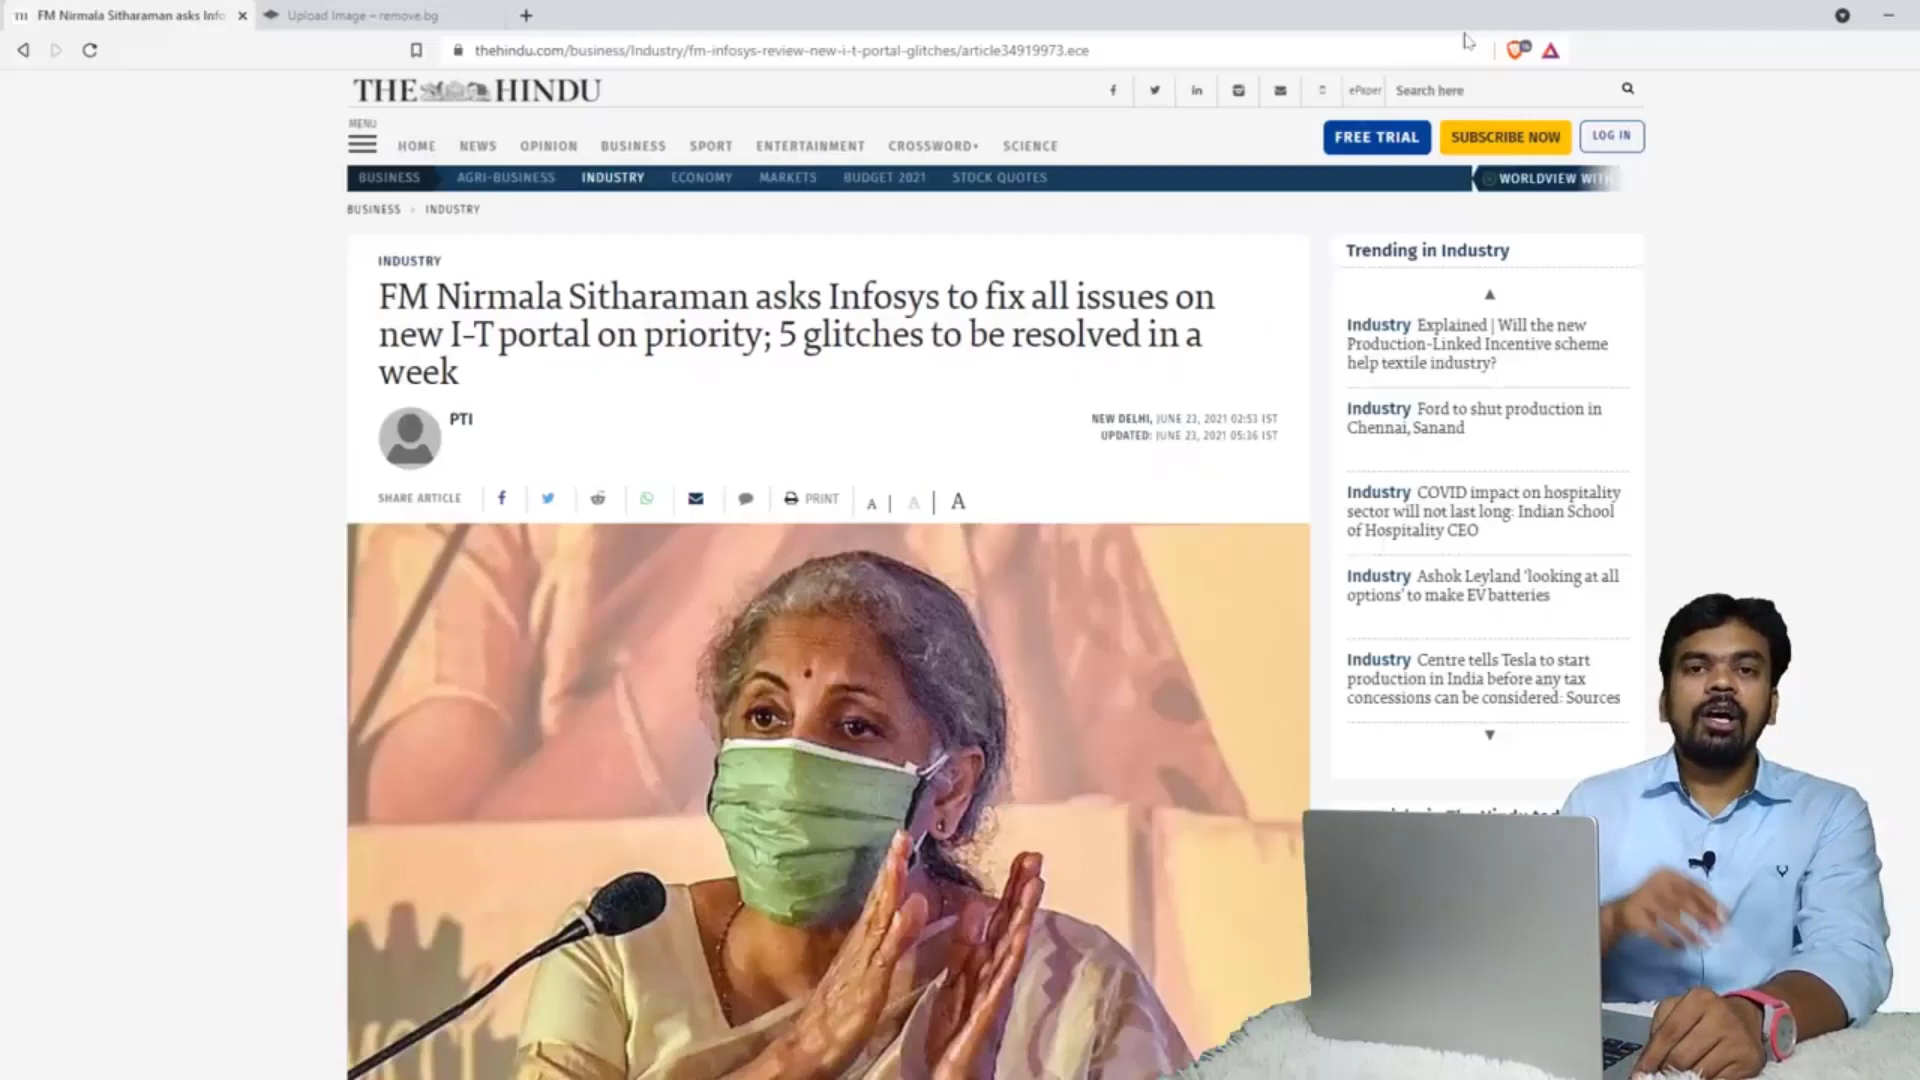 FM Nirmala Sitharaman asks Info
Upload Image – remove.bg
thehindu.com/business/Industry/fm-infosys-review-new-i-t-portal-glitches/article34919973.ece
THE HINDU
ePaper
Search here
MENU
HOME NEWS OPINION BUSINESS SPORT ENTERTAINMENT CROSSWORD+ SCIENCE
FREE TRIAL SUBSCRIBE NOW LOG IN
BUSINESS AGRI-BUSINESS INDUSTRY ECONOMY MARKETS BUDGET 2021 STOCK QUOTES
WORLDVIEW WITH
BUSINESS INDUSTRY
INDUSTRY
FM Nirmala Sitharaman asks Infosys to fix all issues on
new I-T portal on priority; 5 glitches to be resolved in a
week
PTI
NEW DELHI, JUNE 23, 2021 02:53 IST
UPDATED: JUNE 23, 2021 05:36 IST
SHARE ARTICLE
PRINT
A | A | A
Trending in Industry
Industry Explained | Will the new
Production-Linked Incentive scheme
help textile industry?
Industry Ford to shut production in
Chennai, Sanand
Industry COVID impact on hospitality
sector will not last long: Indian School
of Hospitality CEO
Industry Ashok Leyland ‘looking at all
options’ to make EV batteries
Industry Centre tells Tesla to start
production in India before any tax
concessions can be considered: Sources